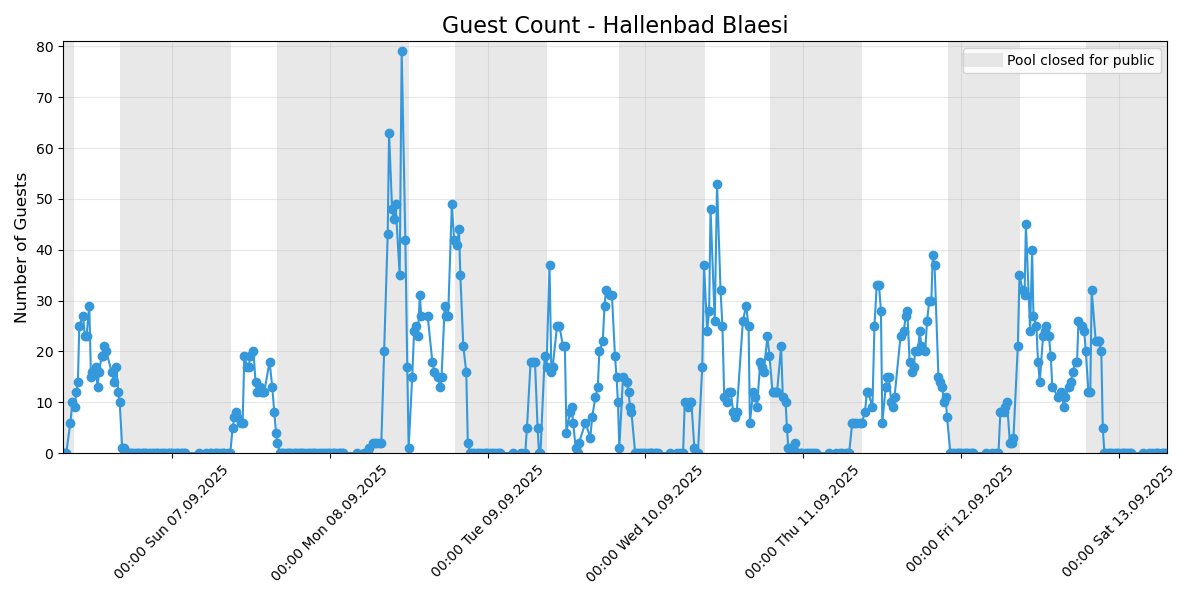 Guest Count - Hallenbad Blaesi
Pool closed for public
Number of Guests
80
70
60
50
40
30
20
10
0
00:00 Sun 07.09.2025
00:00 Mon 08.09.2025
00:00 Tue 09.09.2025
00:00 Wed 10.09.2025
00:00 Thu 11.09.2025
00:00 Fri 12.09.2025
00:00 Sat 13.09.2025